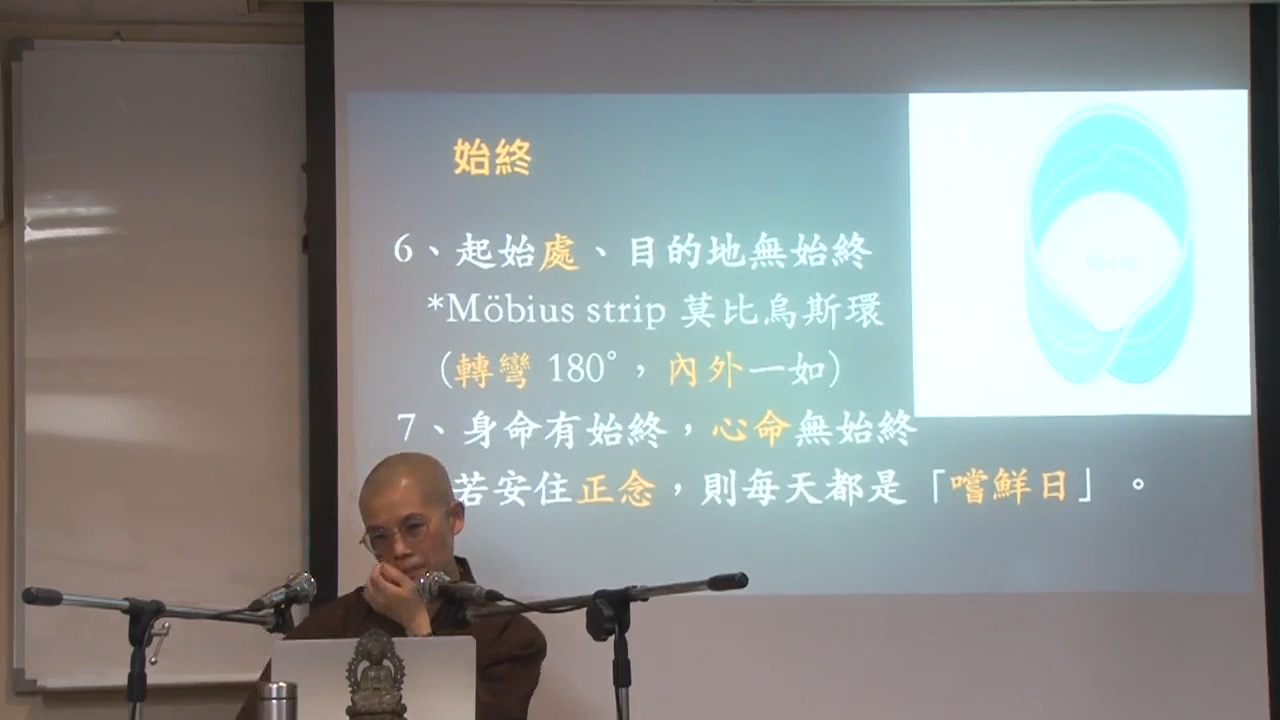 始終
6、起始處、目的地無始終
*Möbius strip 莫比烏斯環
(轉彎 180°，內外一如)
7、身命有始終，心命無始終
若安住正念，則每天都是「嚐鮮日」。